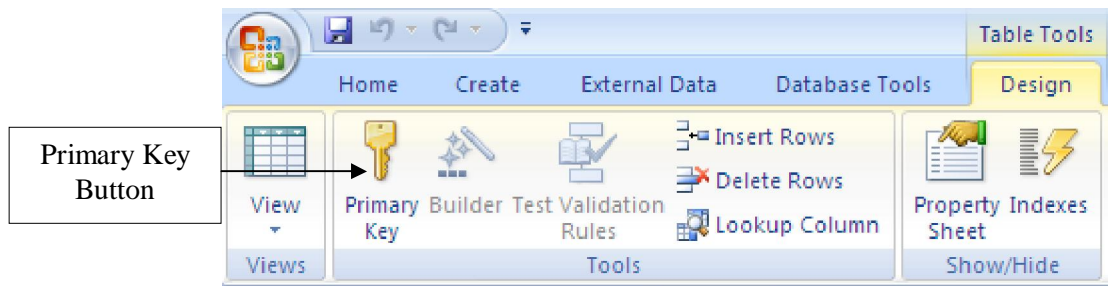 Table Tools
Home Create External Data Database Tools Design
Primary Key
Button
View
Primary
Key
Builder
Test Validation
Rules
Insert Rows
Delete Rows
Lookup Column
Property
Sheet
Indexes
Views Tools Show/Hide